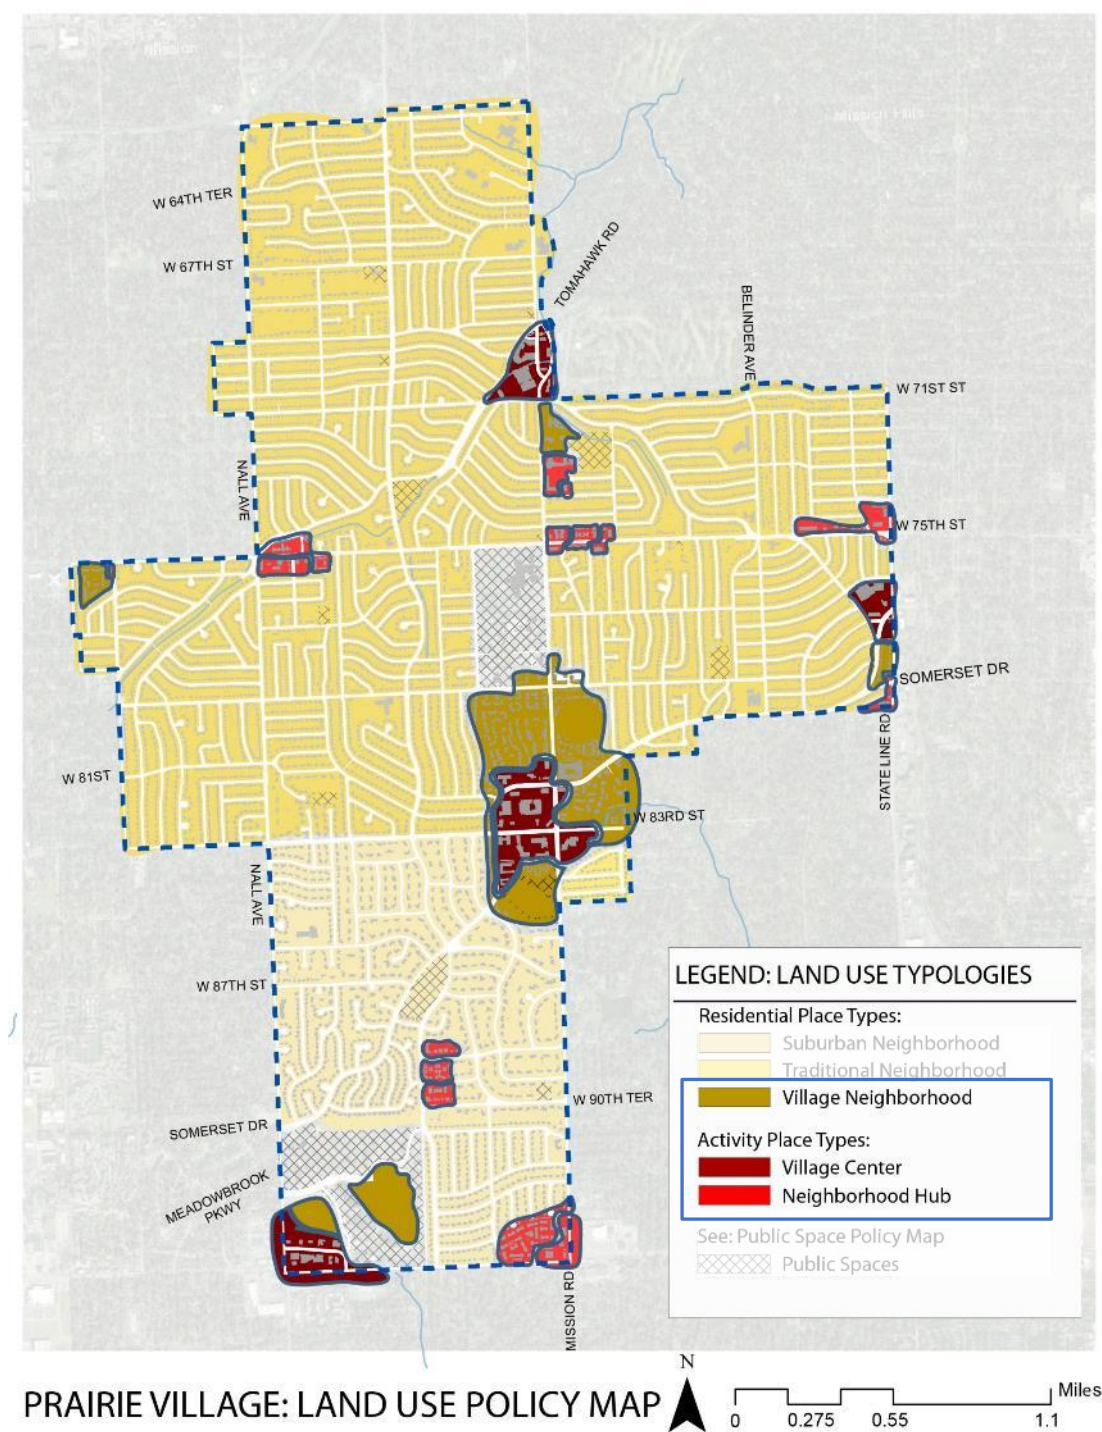 Mission
Mission Hills
W 64TH TER
W 67TH ST
TOMAHAWK RD
BELINDER AVE
W 71ST ST
NALL AVE
W 75TH ST
SOMERSET DR
STATE LINE RD
W 81ST
W 83RD ST
NALL AVE
W 87TH ST
W 90TH TER
SOMERSET DR
MEADOWBROOK
PKWY
MISSION RD
LEGEND: LAND USE TYPOLOGIES
Residential Place Types:
Suburban Neighborhood
Traditional Neighborhood
Village Neighborhood
Activity Place Types:
Village Center
Neighborhood Hub
See: Public Space Policy Map
Public Spaces
PRAIRIE VILLAGE: LAND USE POLICY MAP
N
Miles
0 0.275 0.55 1.1